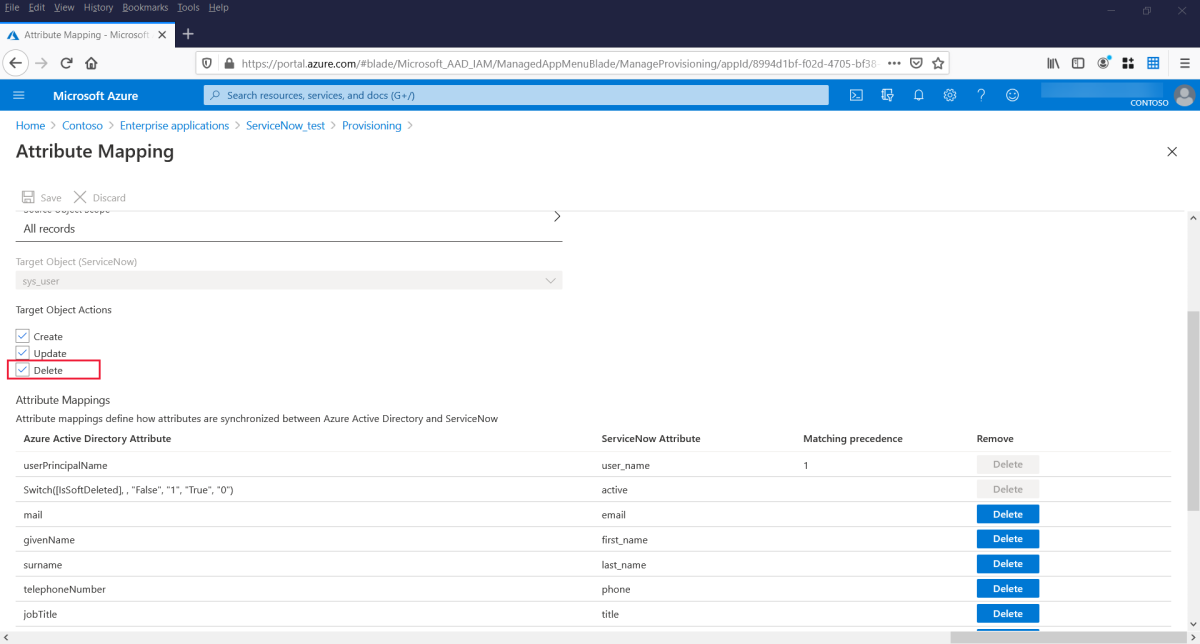 File Edit View History Bookmarks Tools Help
Attribute Mapping - Microsoft
https://portal.azure.com/#blade/Microsoft_AAD_IAM/ManagedAppMenuBlade/ManageProvisioning/appId/8994d1bf-f02d-4705-bf38
Microsoft Azure Search resources, services, and docs (G+/) CONTOSO
Home > Contoso > Enterprise applications > ServiceNow_test > Provisioning >
Attribute Mapping
Save Discard
Source Object Scope
All records
Target Object (ServiceNow)
sys_user
Target Object Actions
Create
Update
Delete
Attribute Mappings
Attribute mappings define how attributes are synchronized between Azure Active Directory and ServiceNow
Azure Active Directory Attribute ServiceNow Attribute Matching precedence Remove
userPrincipalName user_name 1 Delete
Switch([IsSoftDeleted], , "False", "1", "True", "0") active Delete
mail email Delete
givenName first_name Delete
surname last_name Delete
telephoneNumber phone Delete
jobTitle title Delete